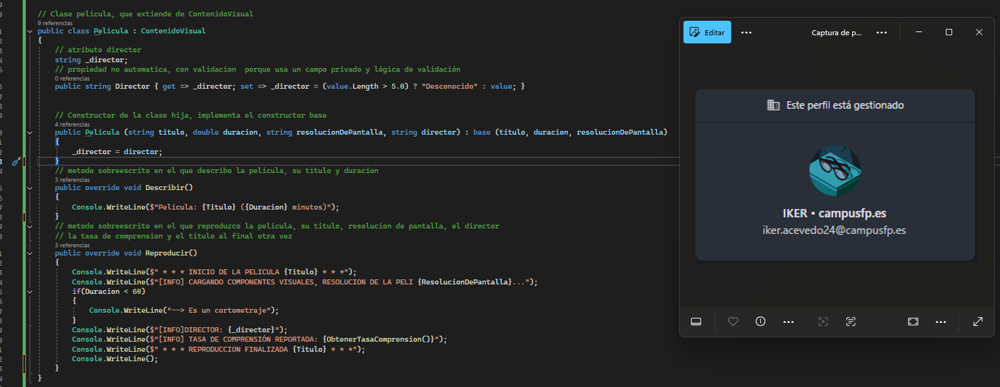 // Clase pelicula, que extiende de ContenidoVisual
9 referencias
public class Pelicula : ContenidoVisual
{
// atributo director
string _director;
// propiedad no automatica, con validacion  porque usa un campo privado y lógica de validación
0 referencias
public string Director { get => _director; set => _director = (value.Length > 5.0) ? "Desconocido" : value; }
// Constructor de la clase hija, implementa el constructor base
4 referencias
public Pelicula (string titulo, double duracion, string resolucionDePantalla, string director) : base (titulo, duracion, resolucionDePantalla)
{
_director = director;
}
// metodo sobreescrito en el que describo la pelicula, su titulo y duracion
3 referencias
public override void Describir()
{
Console.WriteLine($"Pelicula: {Titulo} ({Duracion} minutos)");
}
// metodo sobreescrito en el que reproduzco la pelicula, su titulo, resolucion de pantalla, el director
// la tasa de comprension y el titulo al final otra vez
3 referencias
public override void Reproducir()
{
Console.WriteLine($" * * * INICIO DE LA PELICULA {Titulo} * * *");
Console.WriteLine($"[INFO] CARGANDO COMPONENTES VISUALES, RESOLUCION DE LA PELI {ResolucionDePantalla}...");
if(Duracion < 60)
{
Console.WriteLine("--> Es un cortometraje");
}
Console.WriteLine($"[INFO]DIRECTOR: {_director}");
Console.WriteLine($"[INFO] TASA DE COMPRENSIÓN REPORTADA: {ObtenerTasaComprension()}");
Console.WriteLine($" * * * REPRODUCCION FINALIZADA {Titulo} * * *");
Console.WriteLine();
}
}
Editar
Captura de p...
Este perfil está gestionado
IKER • campusfp.es
iker.acevedo24@campusfp.es